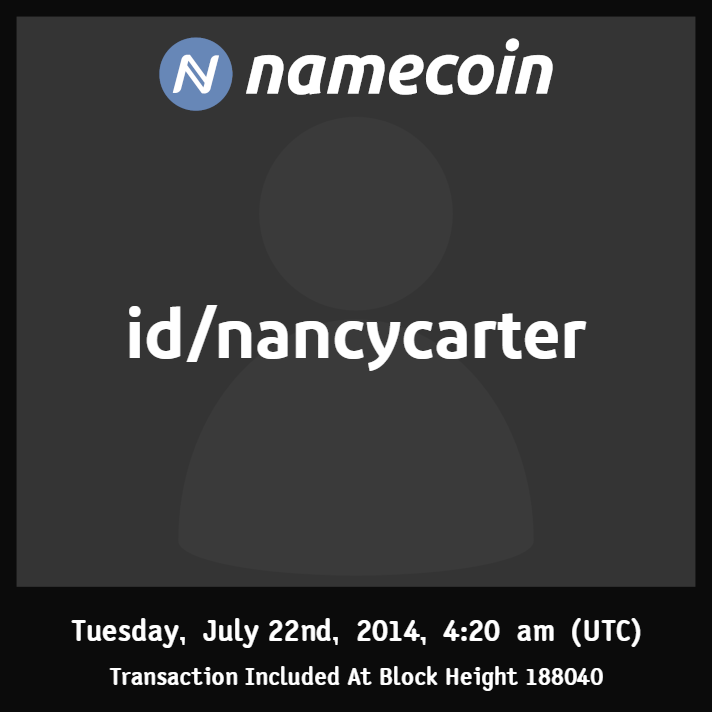 namecoin
id/nancycarter
Tuesday, July 22nd, 2014, 4:20 am (UTC)
Transaction Included At Block Height 188040